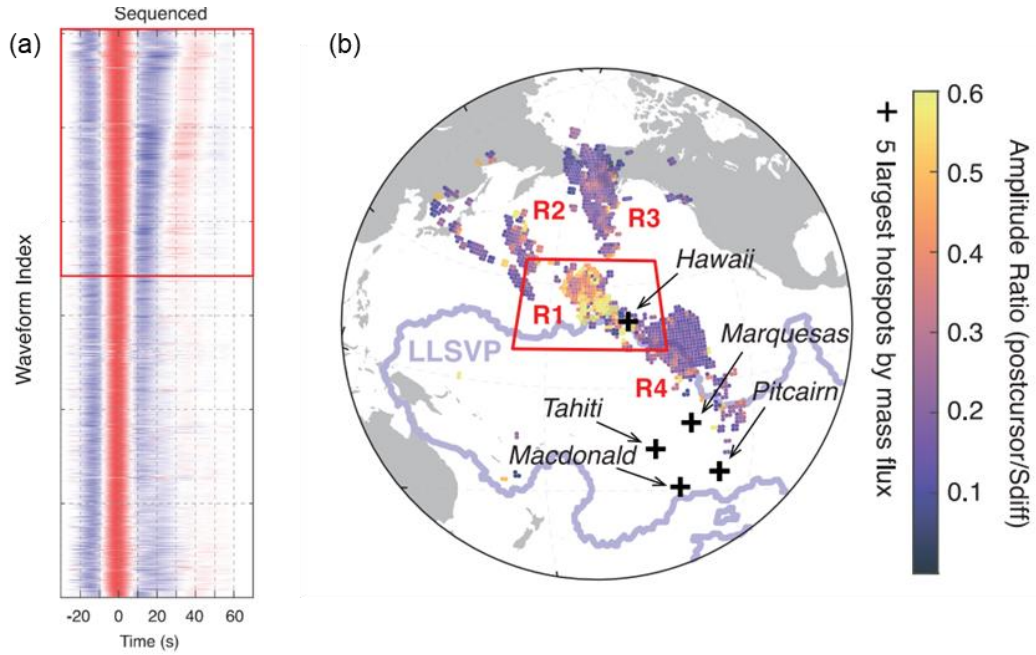 Sequenced
(a)
(b)
Waveform Index
-20 0 20 40 60
Time (s)
R2
R3
Hawaii
R1
LLSVP
Marquesas
R4
Pitcairn
Tahiti
Macdonald
+ 5 largest hotspots by mass flux
0.6
0.5
0.4
0.3
0.2
0.1
Amplitude Ratio (postcursor/Sdiff)